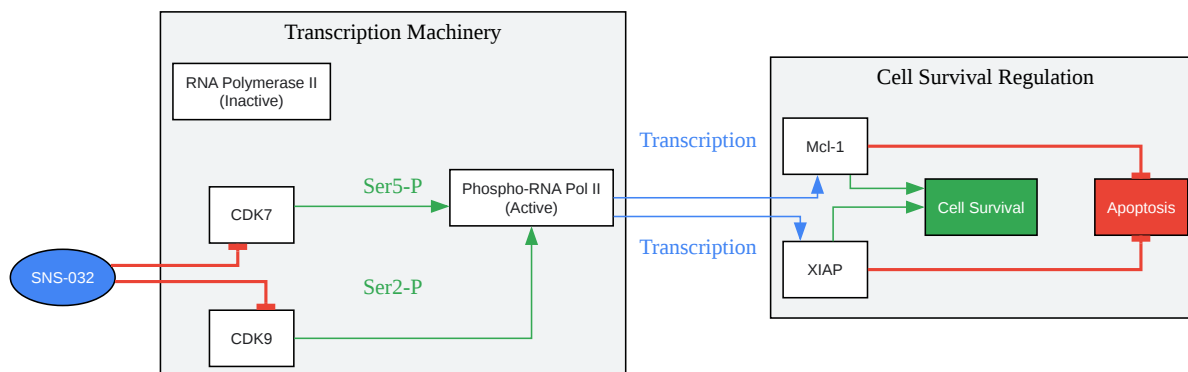 Transcription Machinery
RNA Polymerase II
(Inactive)
Cell Survival Regulation
Transcription
Mcl-1
Ser5-P
Phospho-RNA Pol II
(Active)
CDK7
Cell Survival
Apoptosis
Transcription
XIAP
SNS-032
Ser2-P
CDK9